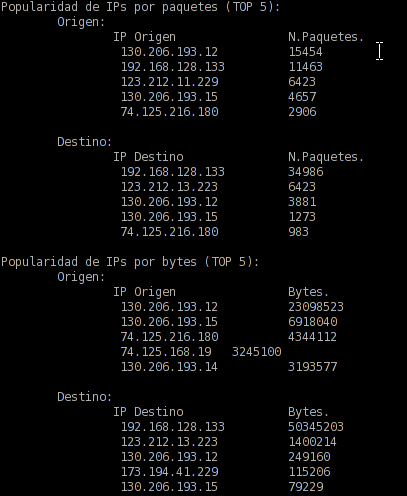 Popularidad de IPs por paquetes (TOP 5):
Origen:
IP Origen N.Paquetes.
130.206.193.12 15454
192.168.128.133 11463
123.212.11.229 6423
130.206.193.15 4657
74.125.216.180 2906
Destino:
IP Destino N.Paquetes.
192.168.128.133 34986
123.212.13.223 6423
130.206.193.12 3881
130.206.193.15 1273
74.125.216.180 983
Popularidad de IPs por bytes (TOP 5):
Origen:
IP Origen Bytes.
130.206.193.12 23098523
130.206.193.15 6918040
74.125.216.180 4344112
74.125.168.19 3245100
130.206.193.14 3193577
Destino:
IP Destino Bytes.
192.168.128.133 50345203
123.212.13.223 1400214
130.206.193.12 249160
173.194.41.229 115206
130.206.193.15 79229